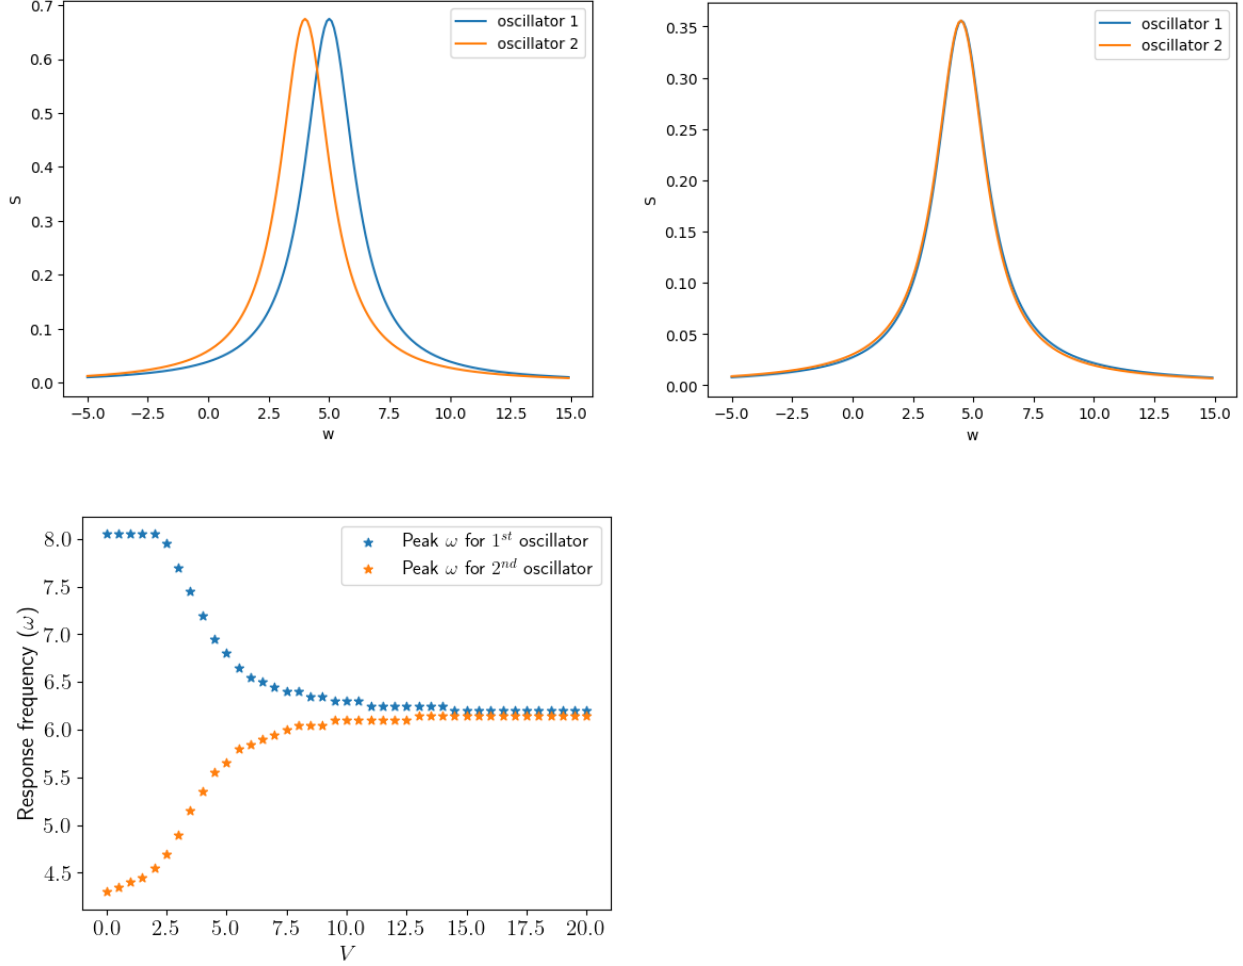 0.7
0.6
0.5
0.4
0.3
0.2
0.1
0.0
S
−5.0 −2.5 0.0 2.5 5.0 7.5 10.0 12.5 15.0
w
oscillator 1
oscillator 2
0.35
0.30
0.25
0.20
0.15
0.10
0.05
0.00
S
−5.0 −2.5 0.0 2.5 5.0 7.5 10.0 12.5 15.0
w
oscillator 1
oscillator 2
8.0
7.5
7.0
6.5
6.0
5.5
5.0
4.5
Response frequency (ω)
0.0 2.5 5.0 7.5 10.0 12.5 15.0 17.5 20.0
V
Peak ω for 1st oscillator
Peak ω for 2nd oscillator